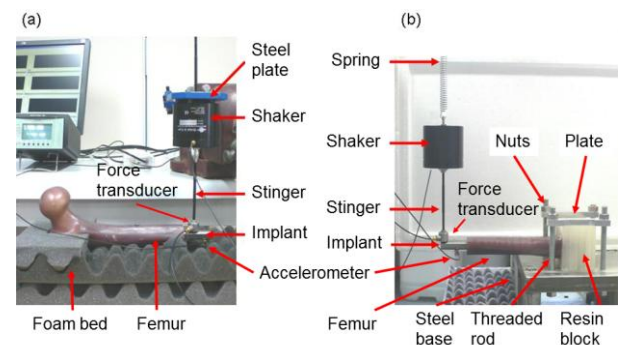 (a)
Steel
plate
Shaker
Force
transducer
Stinger
Implant
Accelerometer
Foam bed
Femur
(b)
Spring
Shaker
Nuts
Plate
Force
transducer
Stinger
Implant
Femur
Steel
base
Threaded
rod
Resin
block